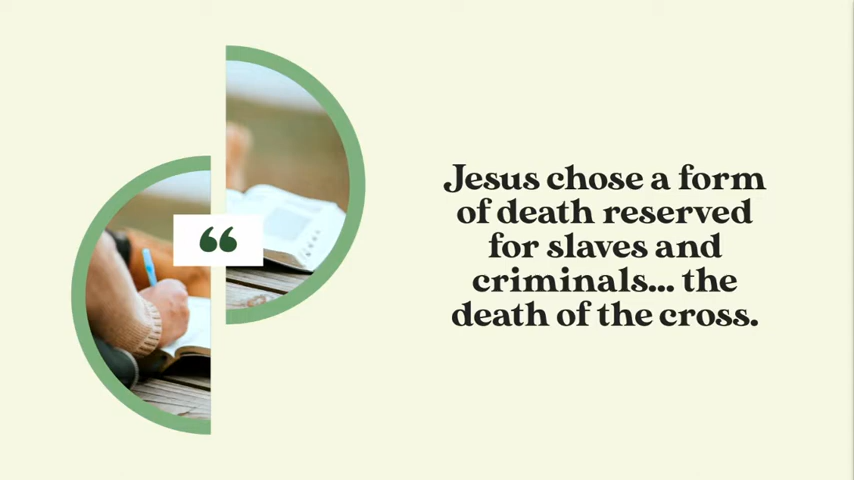 “
Jesus chose a form
of death reserved
for slaves and
criminals... the
death of the cross.